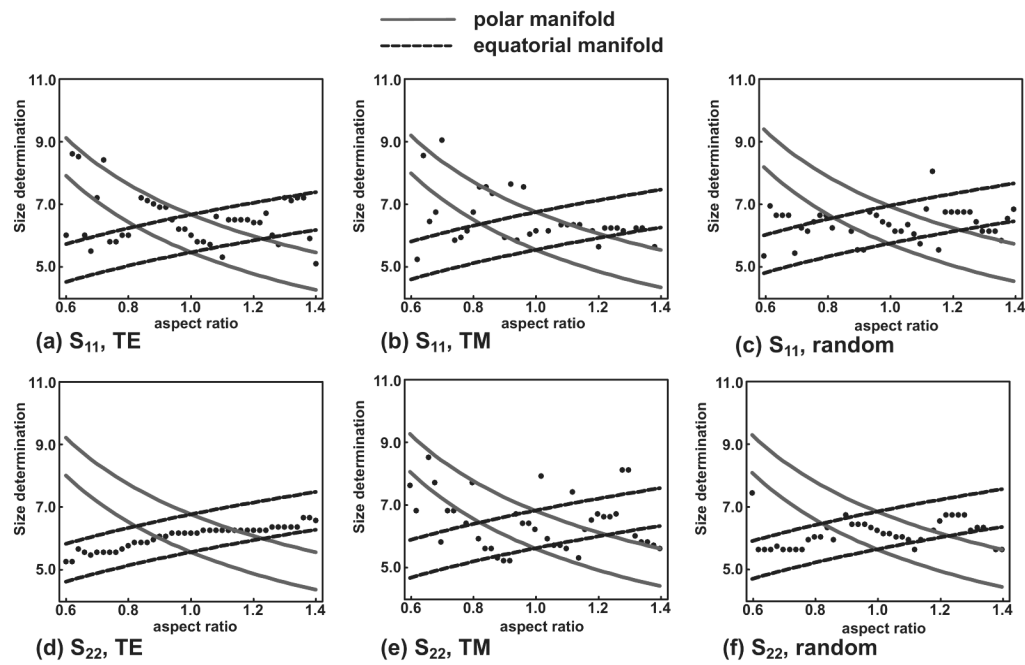 polar manifold
equatorial manifold
11.0
9.0
7.0
5.0
Size determination
0.6 0.8 1.0 1.2 1.4
aspect ratio
(a) S11, TE
11.0
9.0
7.0
5.0
Size determination
0.6 0.8 1.0 1.2 1.4
aspect ratio
(b) S11, TM
11.0
9.0
7.0
5.0
Size determination
0.6 0.8 1.0 1.2 1.4
aspect ratio
(c) S11, random
11.0
9.0
7.0
5.0
Size determination
0.6 0.8 1.0 1.2 1.4
aspect ratio
(d) S22, TE
11.0
9.0
7.0
5.0
Size determination
0.6 0.8 1.0 1.2 1.4
aspect ratio
(e) S22, TM
11.0
9.0
7.0
5.0
Size determination
0.6 0.8 1.0 1.2 1.4
aspect ratio
(f) S22, random